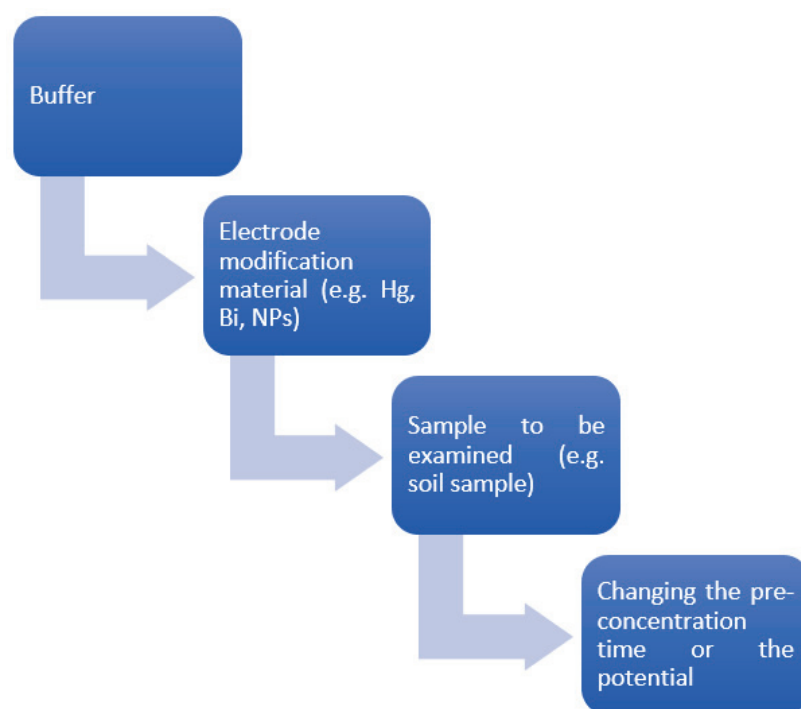 Buffer
Electrode
modification
material (e.g. Hg,
Bi, NPs)
Sample to be
examined (e.g.
soil sample)
Changing the pre-
concentration
time or the
potential